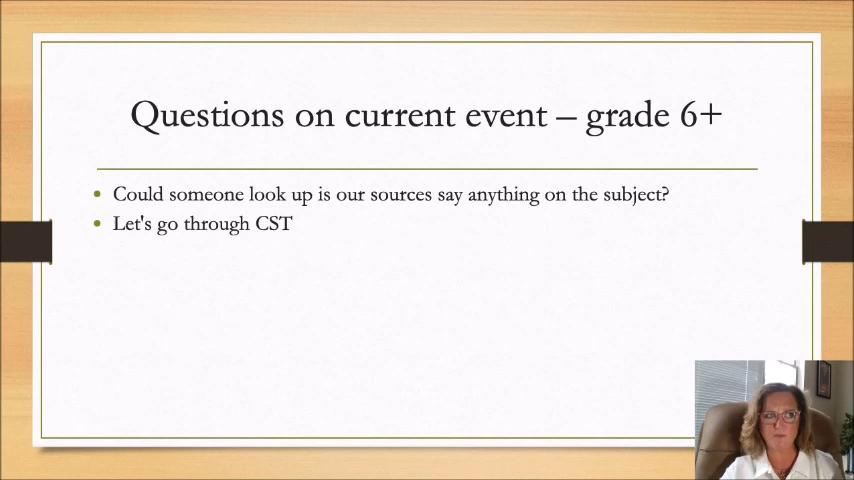 Questions on current event – grade 6+
• Could someone look up is our sources say anything on the subject?
• Let's go through CST